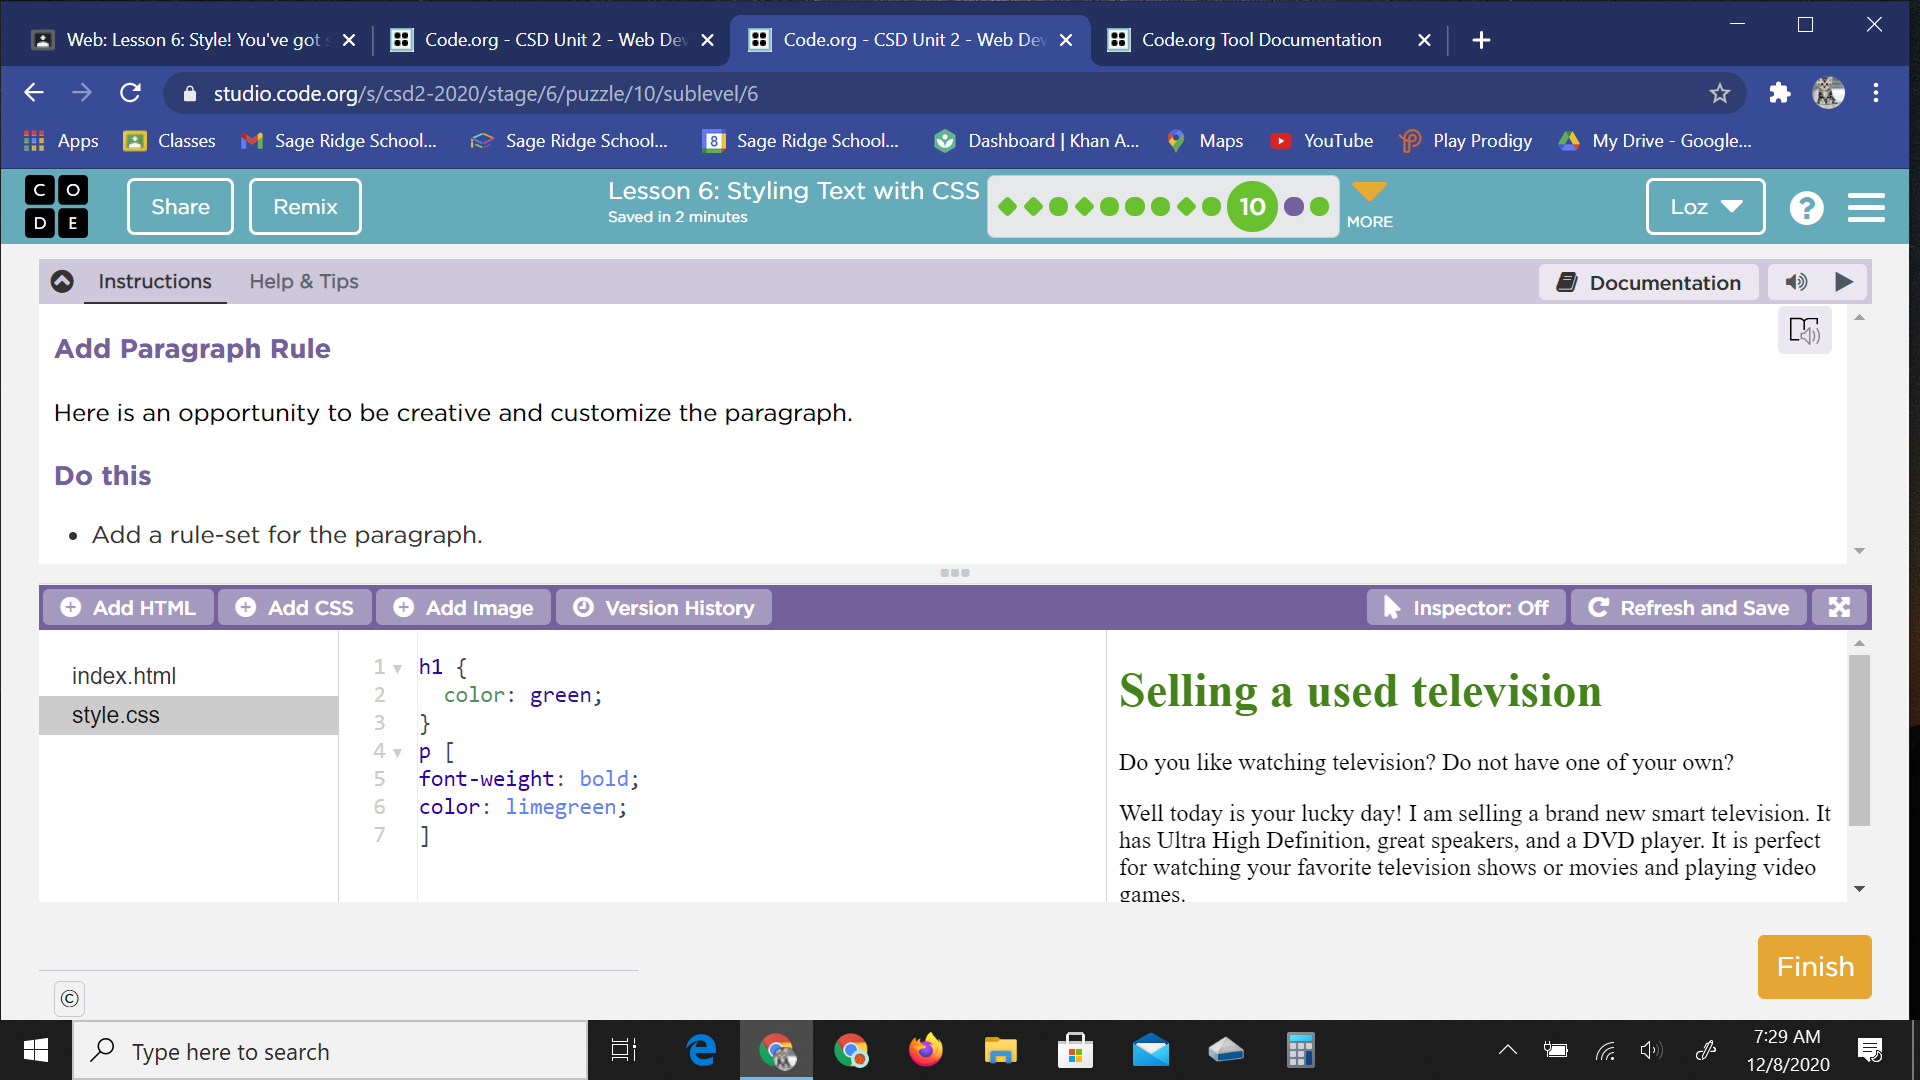 Web: Lesson 6: Style! You've got
Code.org - CSD Unit 2 - Web Dev
Code.org - CSD Unit 2 - Web Dev
Code.org Tool Documentation
studio.code.org/s/csd2-2020/stage/6/puzzle/10/sublevel/6
Apps
Classes
Sage Ridge School...
Sage Ridge School...
8
Sage Ridge School...
Dashboard | Khan A...
Maps
YouTube
Play Prodigy
My Drive - Google...
C O
D E
Share
Remix
Lesson 6: Styling Text with CSS
Saved in 2 minutes
10
MORE
Loz
?
Instructions
Help & Tips
Documentation
Add Paragraph Rule
Here is an opportunity to be creative and customize the paragraph.
Do this
• Add a rule-set for the paragraph.
Add HTML
Add CSS
Add Image
Version History
Inspector: Off
Refresh and Save
index.html
style.css
1 h1 {
2 color: green;
3 }
4 p [
5 font-weight: bold;
6 color: limegreen;
7 ]
Selling a used television
Do you like watching television? Do not have one of your own?
Well today is your lucky day! I am selling a brand new smart television. It
has Ultra High Definition, great speakers, and a DVD player. It is perfect
for watching your favorite television shows or movies and playing video
games.
Finish
©
Type here to search
7:29 AM
12/8/2020